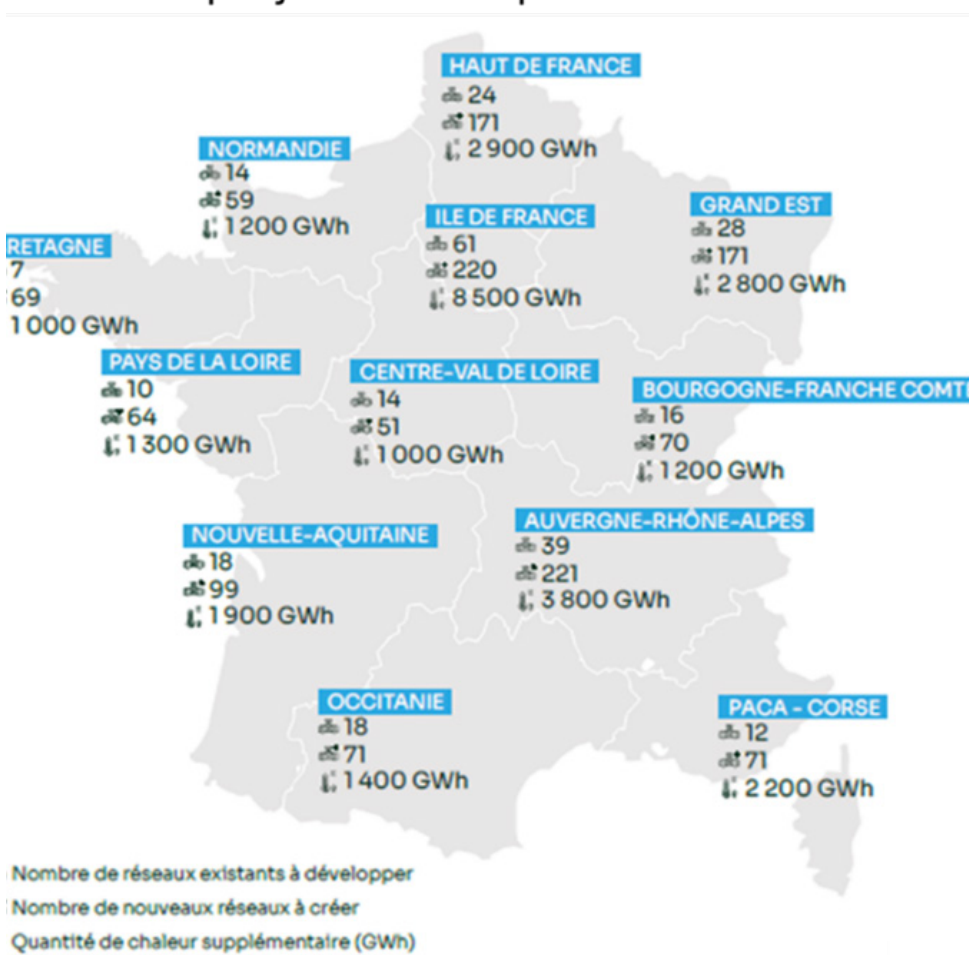 HAUT DE FRANCE
24
171
2 900 GWh
NORMANDIE
14
59
1 200 GWh
ILE DE FRANCE
61
220
8 500 GWh
GRAND EST
28
171
2 800 GWh
RETAGNE
7
69
1 000 GWh
PAYS DE LA LOIRE
10
64
1 300 GWh
CENTRE-VAL DE LOIRE
14
51
1 000 GWh
BOURGOGNE-FRANCHE COMTE
16
70
1 200 GWh
NOUVELLE-AQUITAINE
18
99
1 900 GWh
AUVERGNE-RHÔNE-ALPES
39
221
3 800 GWh
OCCITANIE
18
71
1 400 GWh
PACA - CORSE
12
71
2 200 GWh
Nombre de réseaux existants à développer
Nombre de nouveaux réseaux à créer
Quantité de chaleur supplémentaire (GWh)